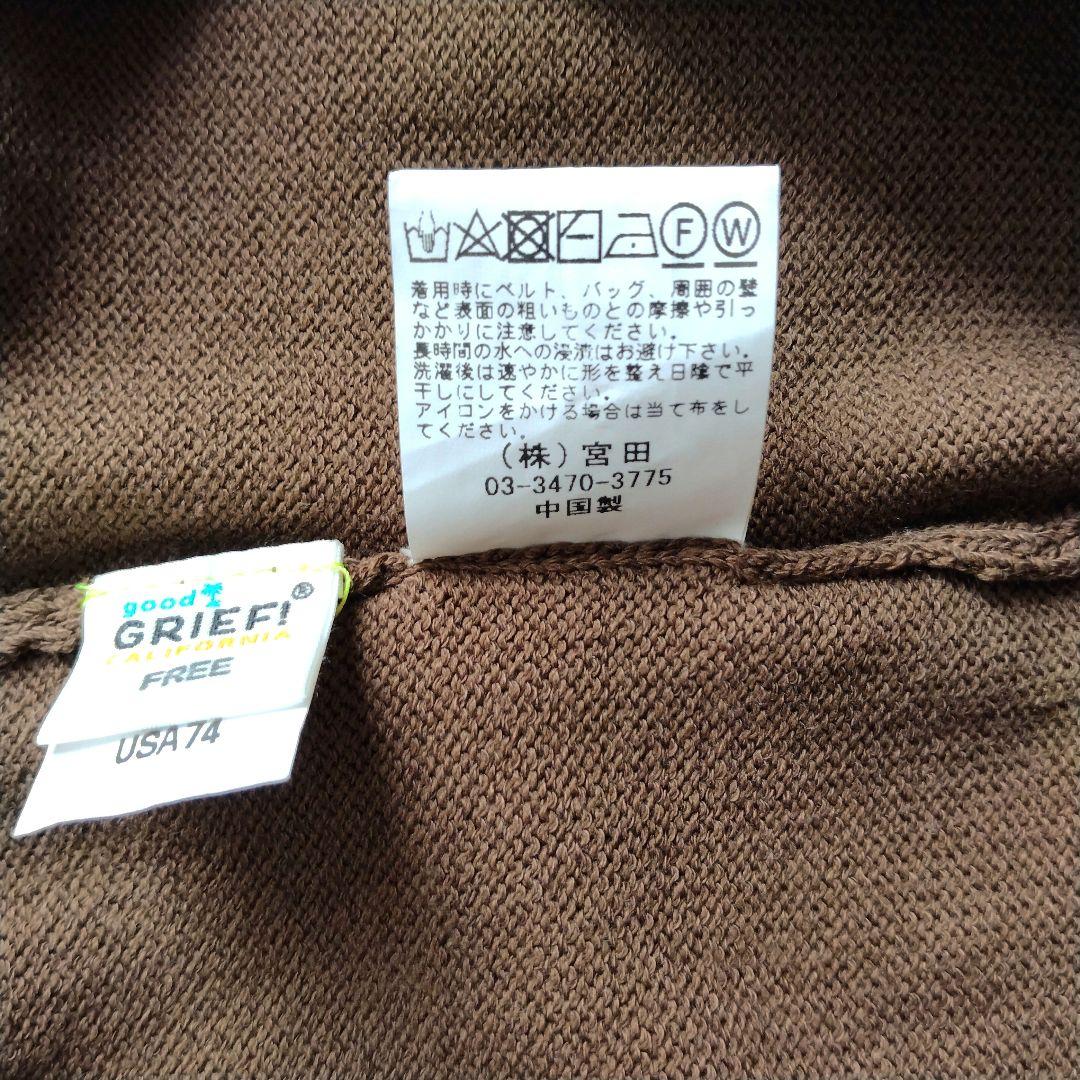 F W
着用時にベルト、バッグ、周囲の壁
など表面の粗いものとの摩擦や引っ
かかりに注意してください。
長時間の水への浸漬はお避け下さい。
洗濯後は速やかに形を整え日陰で平
干しにしてください。
アイロンをかける場合は当て布をし
てください。
(株)宮田
03-3470-3775
中国製
good
GRIEF!®
CALIFORNIA
FREE
USA74